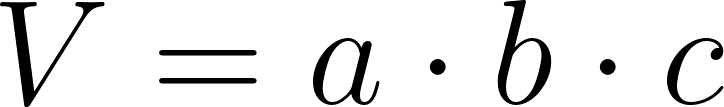 V = a · b · c